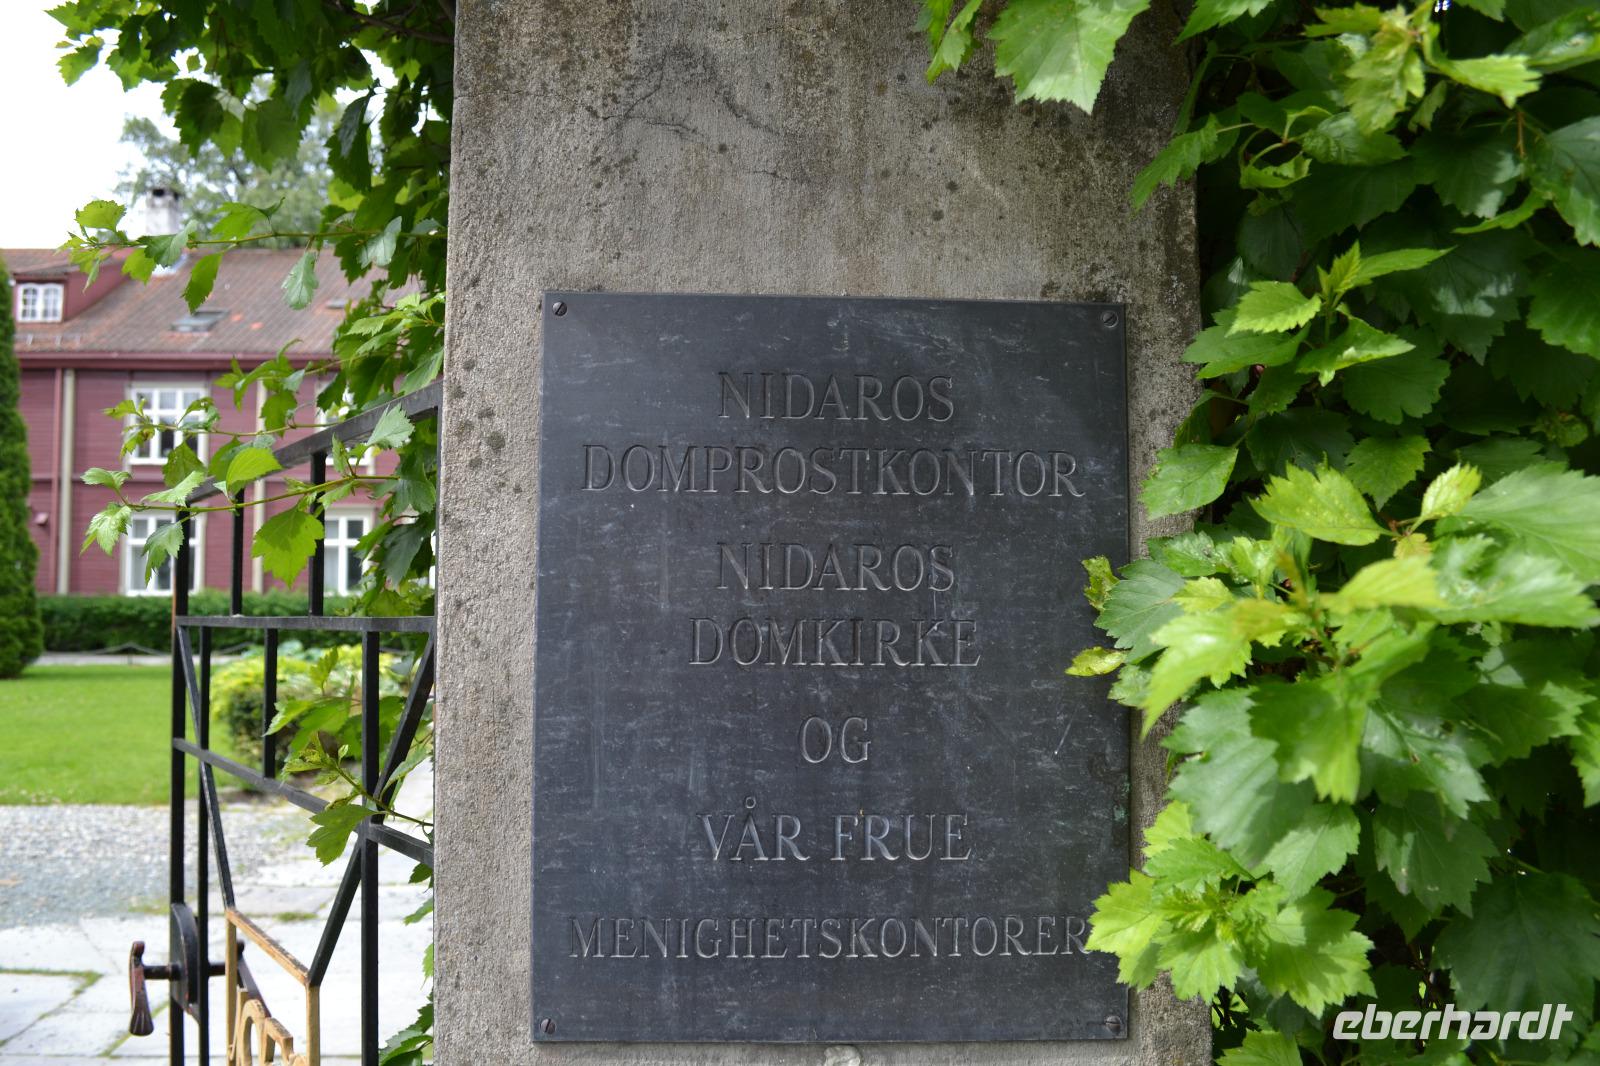 NIDAROS
DOMPROSTKONTOR
NIDAROS
DOMKIRKE
OG
VÅR FRUE
MENIGHETSKONTORER
eberhardt